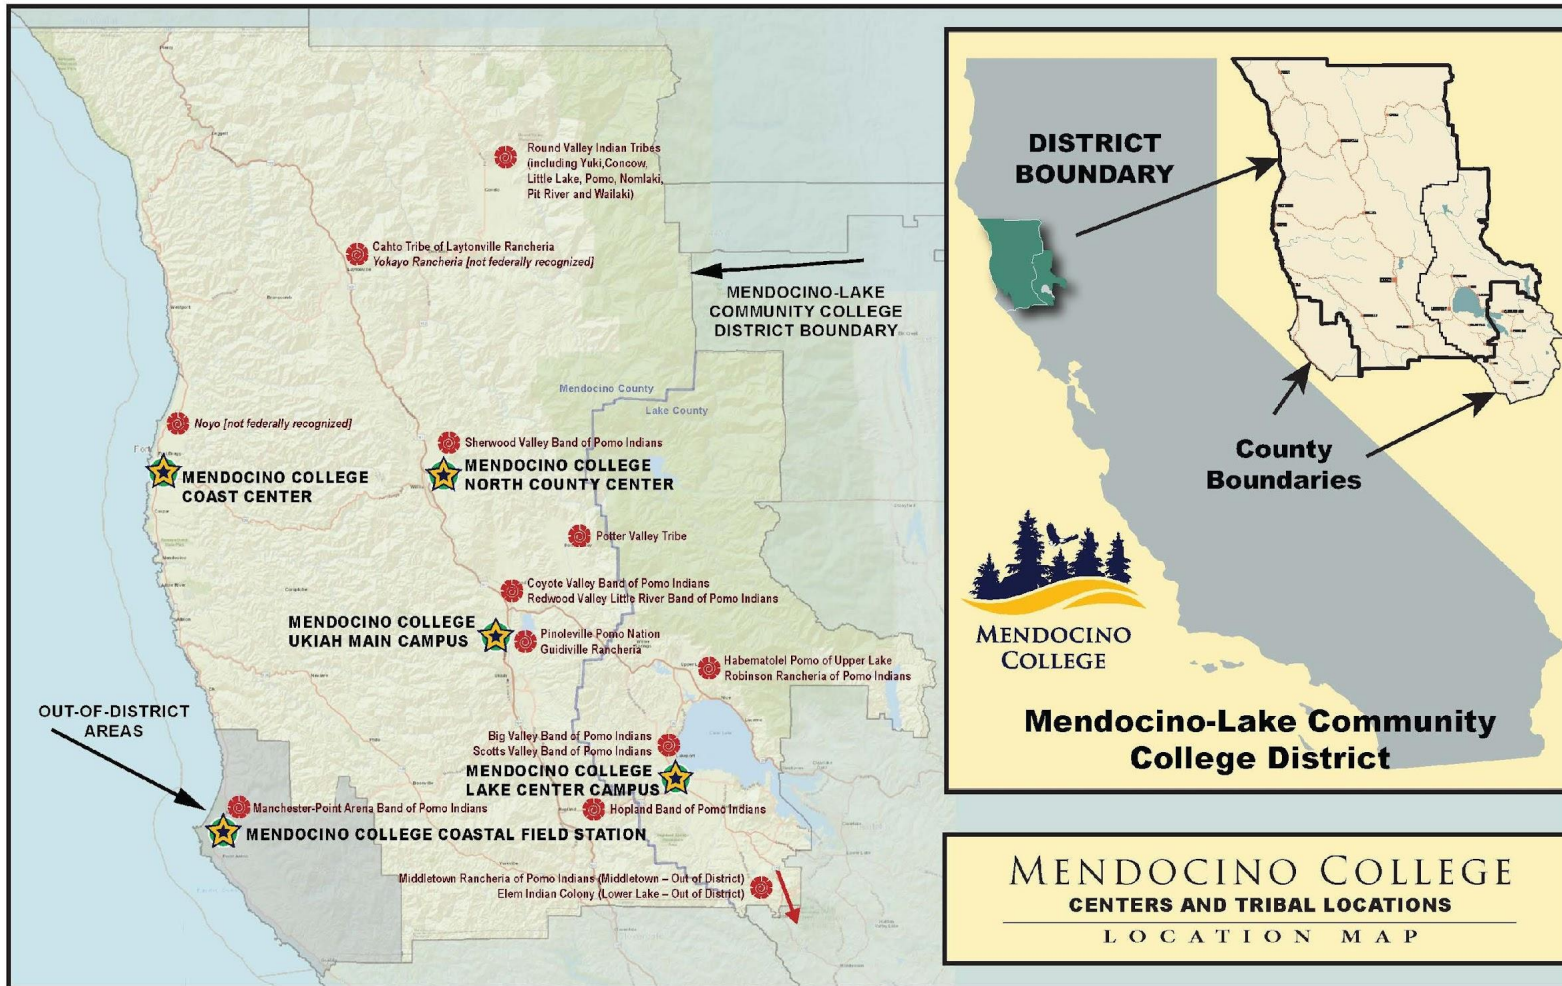 Round Valley Indian Tribes
(including Yuki,Concow,
Little Lake, Pomo, Nomlaki,
Pit River and Wailaki)
Cahto Tribe of Laytonville Rancheria
Yokayo Rancheria [not federally recognized]
MENDOCINO-LAKE
COMMUNITY COLLEGE
DISTRICT BOUNDARY
Mendocino County
Lake County
Noyo [not federally recognized]
Sherwood Valley Band of Pomo Indians
MENDOCINO COLLEGE
COAST CENTER
MENDOCINO COLLEGE
NORTH COUNTY CENTER
Potter Valley Tribe
Coyote Valley Band of Pomo Indians
Redwood Valley Little River Band of Pomo Indians
MENDOCINO COLLEGE
UKIAH MAIN CAMPUS
Pinoleville Pomo Nation
Guidiville Rancheria
Habematolel Pomo of Upper Lake
Robinson Rancheria of Pomo Indians
OUT-OF-DISTRICT
AREAS
Big Valley Band of Pomo Indians
Scotts Valley Band of Pomo Indians
MENDOCINO COLLEGE
LAKE CENTER CAMPUS
Manchester-Point Arena Band of Pomo Indians
Hopland Band of Pomo Indians
MENDOCINO COLLEGE COASTAL FIELD STATION
Middletown Rancheria of Pomo Indians (Middletown – Out of District)
Elem Indian Colony (Lower Lake – Out of District)
DISTRICT
BOUNDARY
County
Boundaries
MENDOCINO
COLLEGE
Mendocino-Lake Community
College District
MENDOCINO COLLEGE
CENTERS AND TRIBAL LOCATIONS
LOCATION MAP